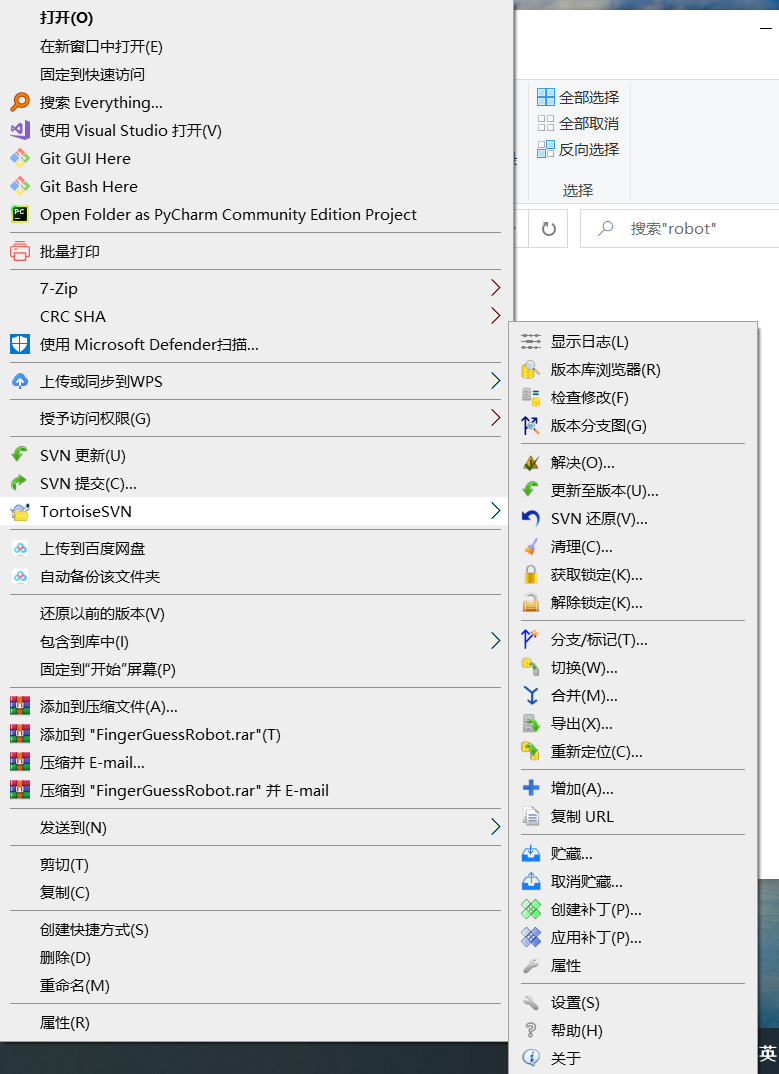 打开(O)
在新窗口中打开(E)
固定到快速访问
搜索 Everything...
使用 Visual Studio 打开(V)
Git GUI Here
Git Bash Here
Open Folder as PyCharm Community Edition Project
批量打印
7-Zip
CRC SHA
使用 Microsoft Defender扫描...
上传或同步到WPS
授予访问权限(G)
SVN 更新(U)
SVN 提交(C)...
TortoiseSVN
上传到百度网盘
自动备份该文件夹
还原以前的版本(V)
包含到库中(I)
固定到“开始”屏幕(P)
添加到压缩文件(A)...
添加到 "FingerGuessRobot.rar"(T)
压缩并 E-mail...
压缩到 "FingerGuessRobot.rar" 并 E-mail
发送到(N)
剪切(T)
复制(C)
创建快捷方式(S)
删除(D)
重命名(M)
属性(R)
全部选择
全部取消
反向选择
选择
搜索"robot"
显示日志(L)
版本库浏览器(R)
检查修改(F)
版本分支图(G)
解决(O)...
更新至版本(U)...
SVN 还原(V)...
清理(C)...
获取锁定(K)...
解除锁定(K)...
分支/标记(T)...
切换(W)...
合并(M)...
导出(X)...
重新定位(C)...
增加(A)...
复制 URL
贮藏...
取消贮藏...
创建补丁(P)...
应用补丁(P)...
属性
设置(S)
帮助(H)
关于
英